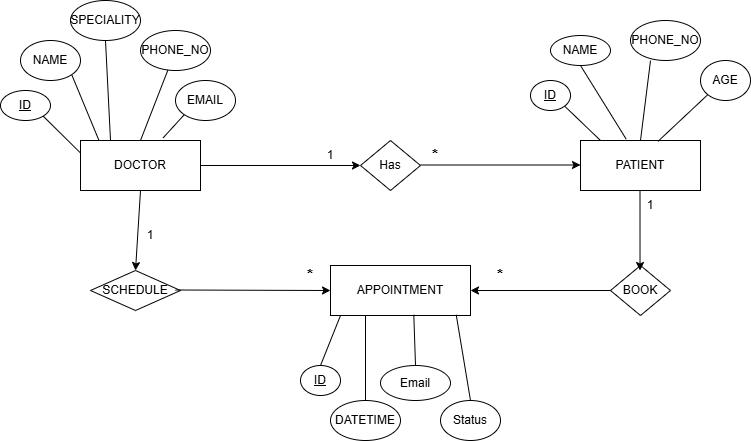 SPECIALITY
PHONE_NO
NAME
EMAIL
ID
NAME
PHONE_NO
AGE
ID
DOCTOR
1
Has
*
PATIENT
1
1
SCHEDULE
*
APPOINTMENT
*
BOOK
ID
DATETIME
Email
Status